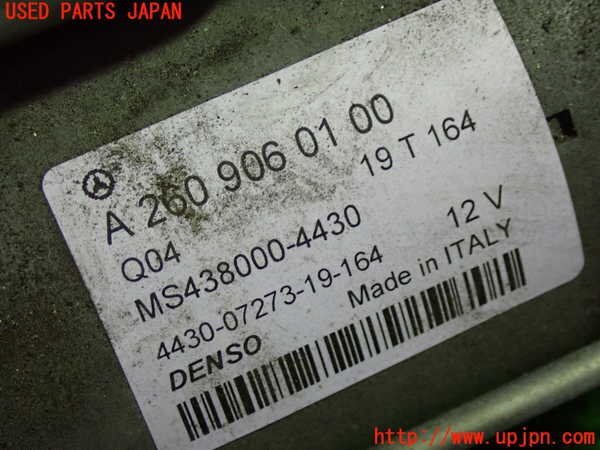 USED PARTS JAPAN
A 260 906 01 00
Q04
19 T 164
MS438000-4430
12 V
4430-07273-19-164
Made in ITALY
DENSO
http://www.upjpn.com/